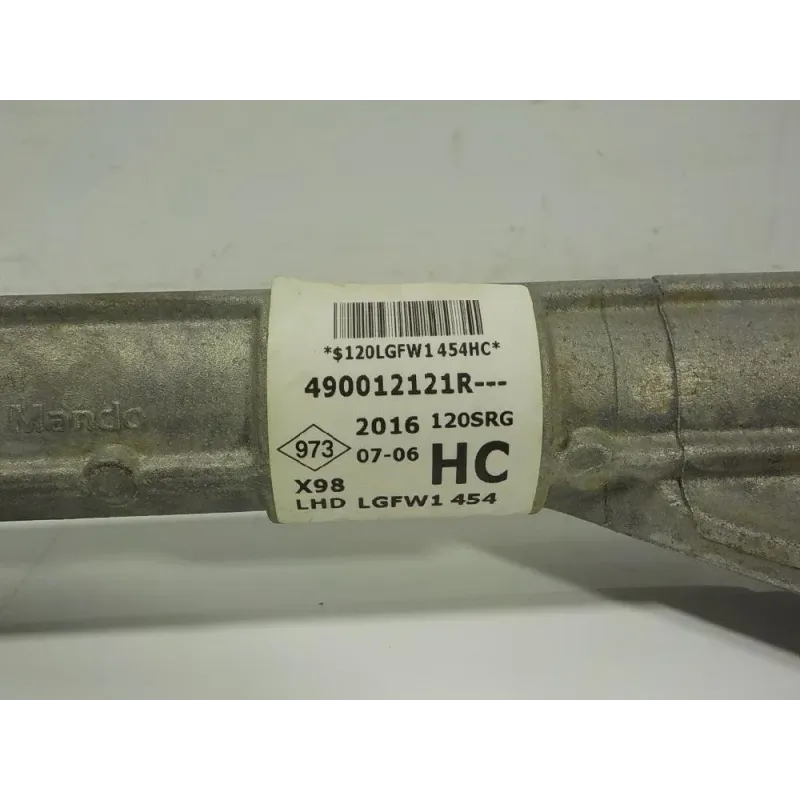 *$120LGFW1454HC*
490012121R---
2016 120SRG
973 07-06 HC
X98
LHD LGFW1 454
Mando